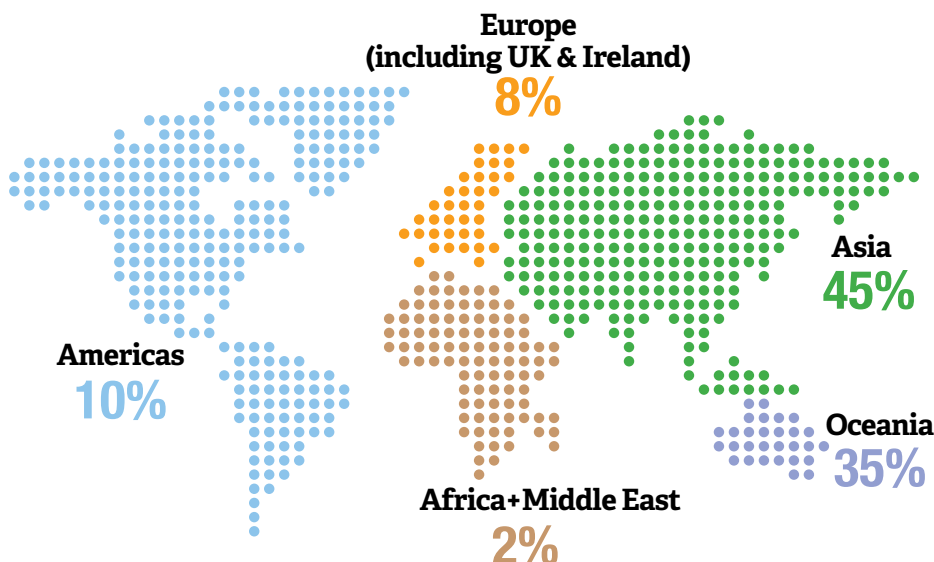 Europe
(including UK & Ireland)
8%
Asia
45%
Americas
10%
Oceania
35%
Africa+Middle East
2%